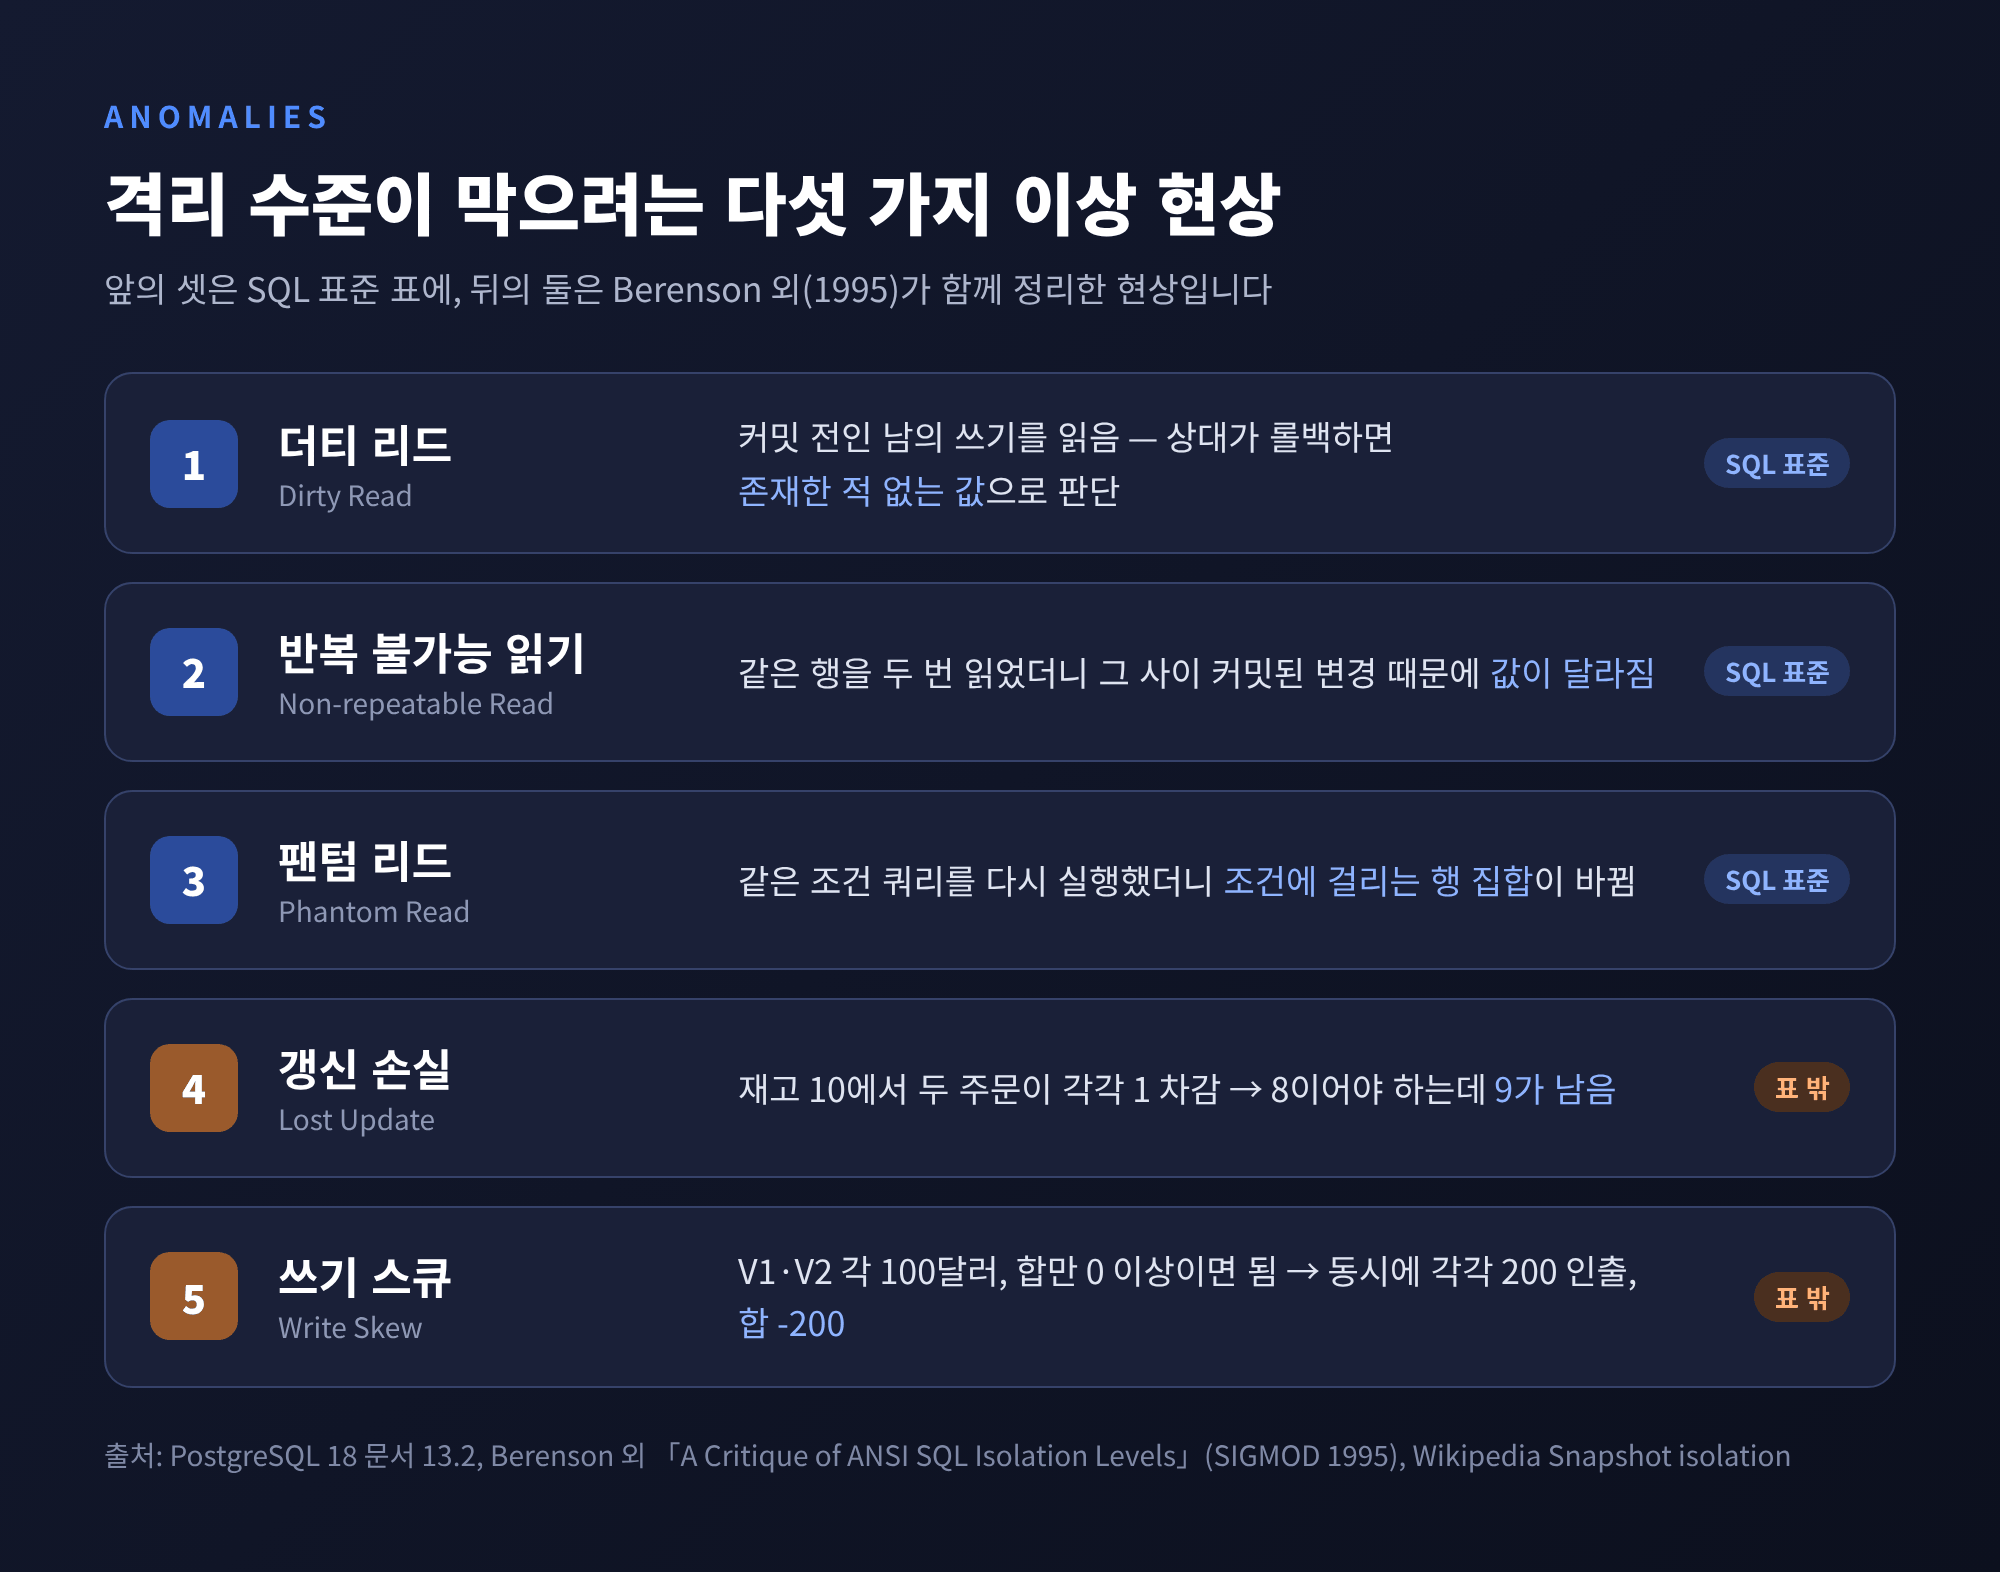 ANOMALIES
격리 수준이 막으려는 다섯 가지 이상 현상
앞의 셋은 SQL 표준 표에, 뒤의 둘은 Berenson 외(1995)가 함께 정리한 현상입니다
1
더티 리드
Dirty Read
커밋 전인 남의 쓰기를 읽음 — 상대가 롤백하면
존재한 적 없는 값으로 판단
SQL 표준
2
반복 불가능 읽기
Non-repeatable Read
같은 행을 두 번 읽었더니 그 사이 커밋된 변경 때문에 값이 달라짐
SQL 표준
3
팬텀 리드
Phantom Read
같은 조건 쿼리를 다시 실행했더니 조건에 걸리는 행 집합이 바뀜
SQL 표준
4
갱신 손실
Lost Update
재고 10에서 두 주문이 각각 1 차감 → 8이어야 하는데 9가 남음
표 밖
5
쓰기 스큐
Write Skew
V1·V2 각 100달러, 합만 0 이상이면 됨 → 동시에 각각 200 인출,
합 -200
표 밖
출처: PostgreSQL 18 문서 13.2, Berenson 외 「A Critique of ANSI SQL Isolation Levels」(SIGMOD 1995), Wikipedia Snapshot isolation